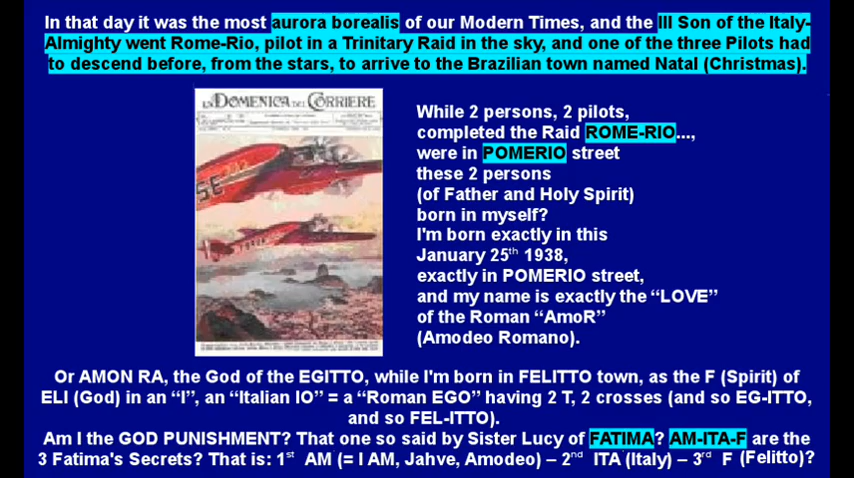 In that day it was the most aurora borealis of our Modern Times, and the III Son of the Italy-
Almighty went Rome-Rio, pilot in a Trinitary Raid in the sky, and one of the three Pilots had
to descend before, from the stars, to arrive to the Brazilian town named Natal (Christmas).
LA DOMENICA DEL CORRIERE
While 2 persons, 2 pilots,
completed the Raid ROME-RIO...,
were in POMERIO street
these 2 persons
(of Father and Holy Spirit)
born in myself?
I'm born exactly in this
January 25th 1938,
exactly in POMERIO street,
and my name is exactly the “LOVE”
of the Roman “AmoR”
(Amodeo Romano).
Or AMON RA, the God of the EGITTO, while I'm born in FELITTO town, as the F (Spirit) of
ELI (God) in an “I”, an “Italian IO” = a “Roman EGO” having 2 T, 2 crosses (and so EG-ITTO,
and so FEL-ITTO).
Am I the GOD PUNISHMENT? That one so said by Sister Lucy of FATIMA? AM-ITA-F are the
3 Fatima's Secrets? That is: 1st AM (= I AM, Jahve, Amodeo) – 2nd ITA (Italy) – 3rd F (Felitto)?